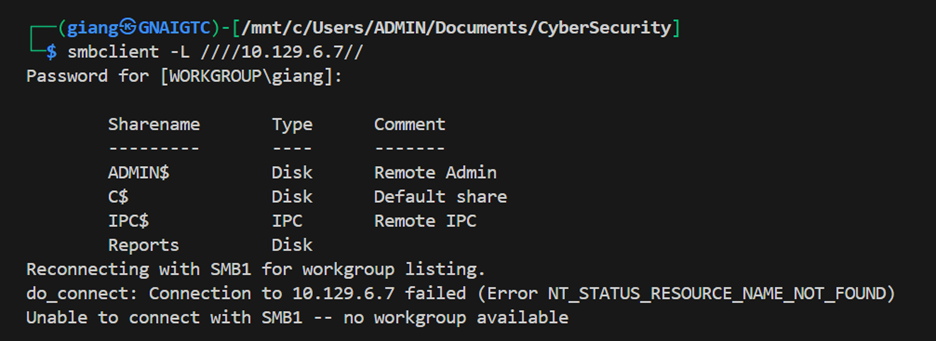 ┌──(giang㉿GNAIGTC)-[/mnt/c/Users/ADMIN/Documents/CyberSecurity]
└─$ smbclient -L ////10.129.6.7//
Password for [WORKGROUP\giang]:

        Sharename       Type      Comment
        ---------       ----      -------
        ADMIN$          Disk      Remote Admin
        C$              Disk      Default share
        IPC$            IPC       Remote IPC
        Reports         Disk
Reconnecting with SMB1 for workgroup listing.
do_connect: Connection to 10.129.6.7 failed (Error NT_STATUS_RESOURCE_NAME_NOT_FOUND)
Unable to connect with SMB1 -- no workgroup available